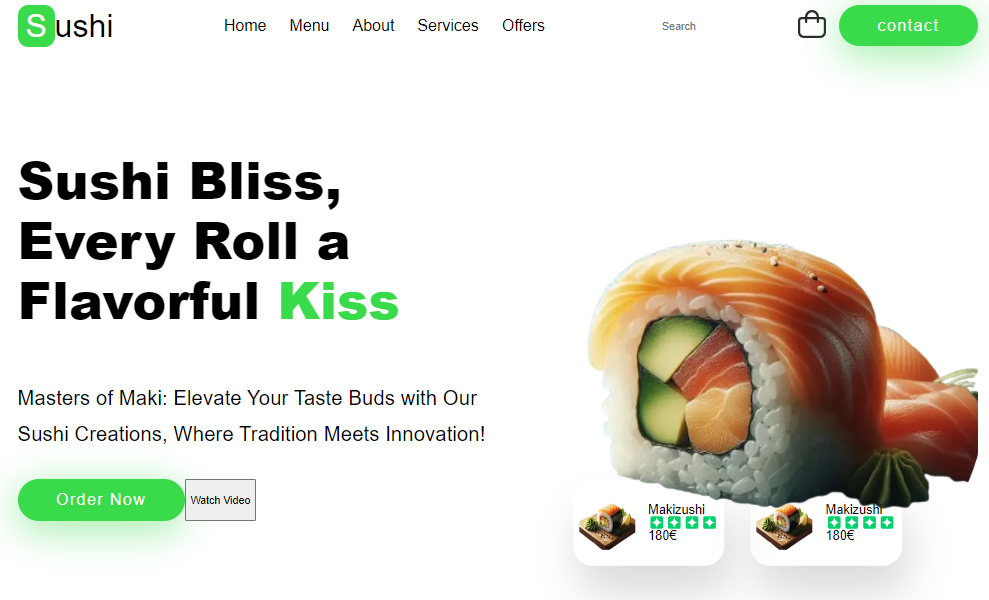 Sushi
Home Menu About Services Offers
Search
contact
Sushi Bliss,
Every Roll a
Flavorful Kiss
Masters of Maki: Elevate Your Taste Buds with Our
Sushi Creations, Where Tradition Meets Innovation!
Order Now
Watch Video
Makizushi
180€
Makizushi
180€